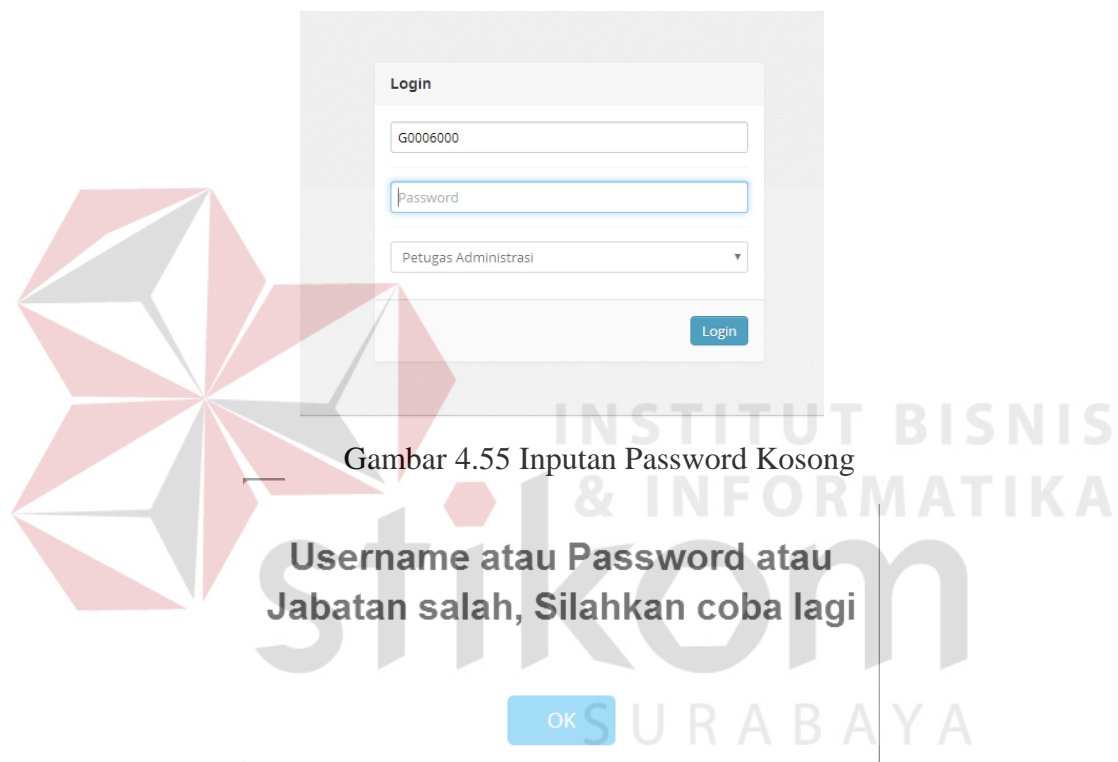 Login
G0006000
Password
Petugas Administrasi
Login
INSTITUT BISNIS
Gambar 4.55 Inputan Password Kosong
& INFORMATIKA
stikom
Username atau Password atau
Jabatan salah, Silahkan coba lagi
OK
SURABAYA